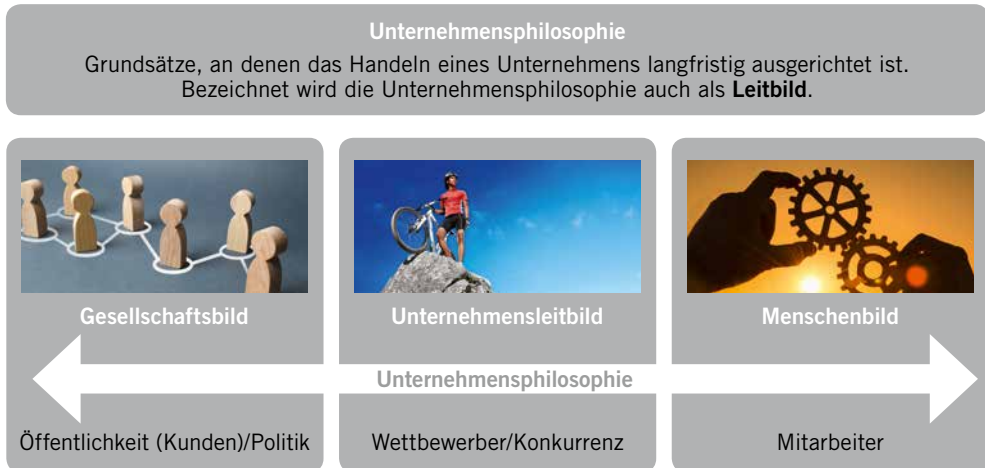 Unternehmensphilosophie
Grundsätze, an denen das Handeln eines Unternehmens langfristig ausgerichtet ist.
Bezeichnet wird die Unternehmensphilosophie auch als Leitbild.
Gesellschaftsbild
Unternehmensleitbild
Menschenbild
Unternehmensphilosophie
Öffentlichkeit (Kunden)/Politik
Wettbewerber/Konkurrenz
Mitarbeiter